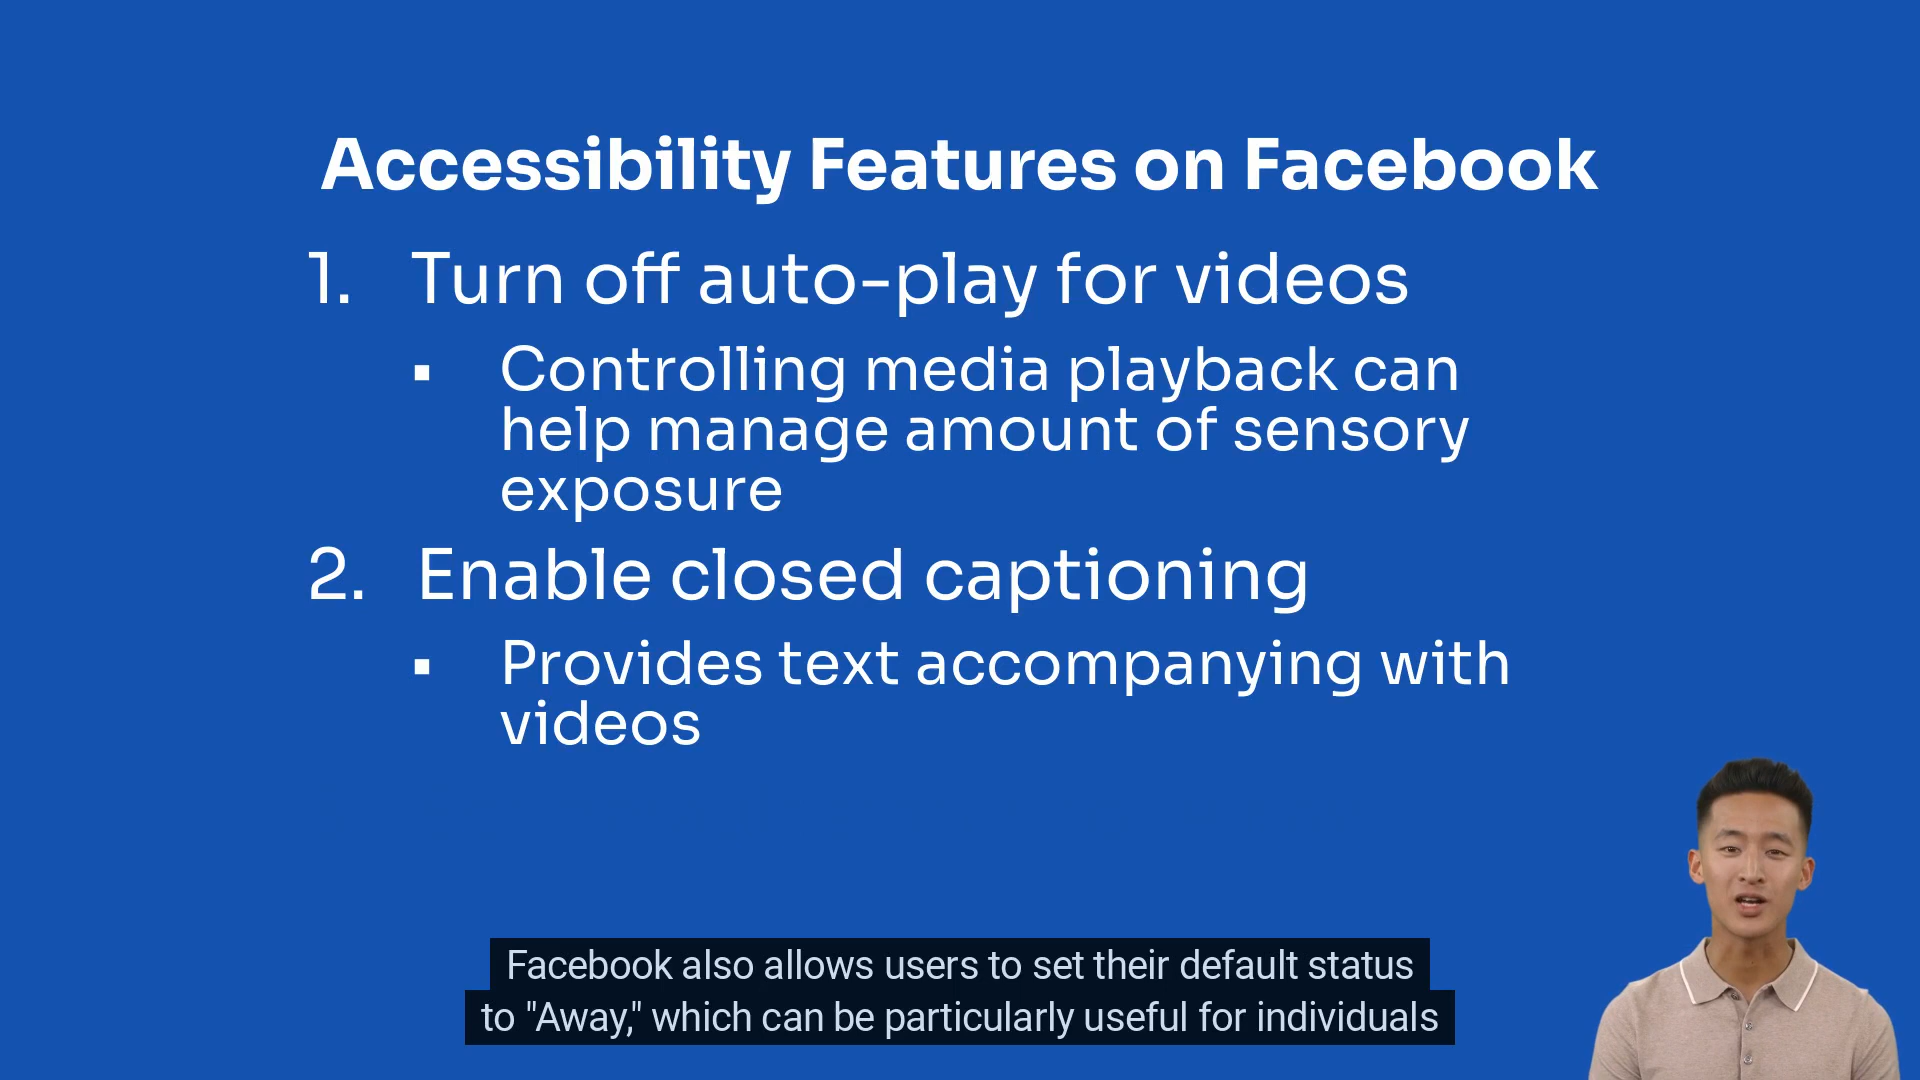 Accessibility Features on Facebook
1. Turn off auto-play for videos
▪ Controlling media playback can
help manage amount of sensory
exposure
2. Enable closed captioning
▪ Provides text accompanying with
videos
Facebook also allows users to set their default status
to "Away," which can be particularly useful for individuals